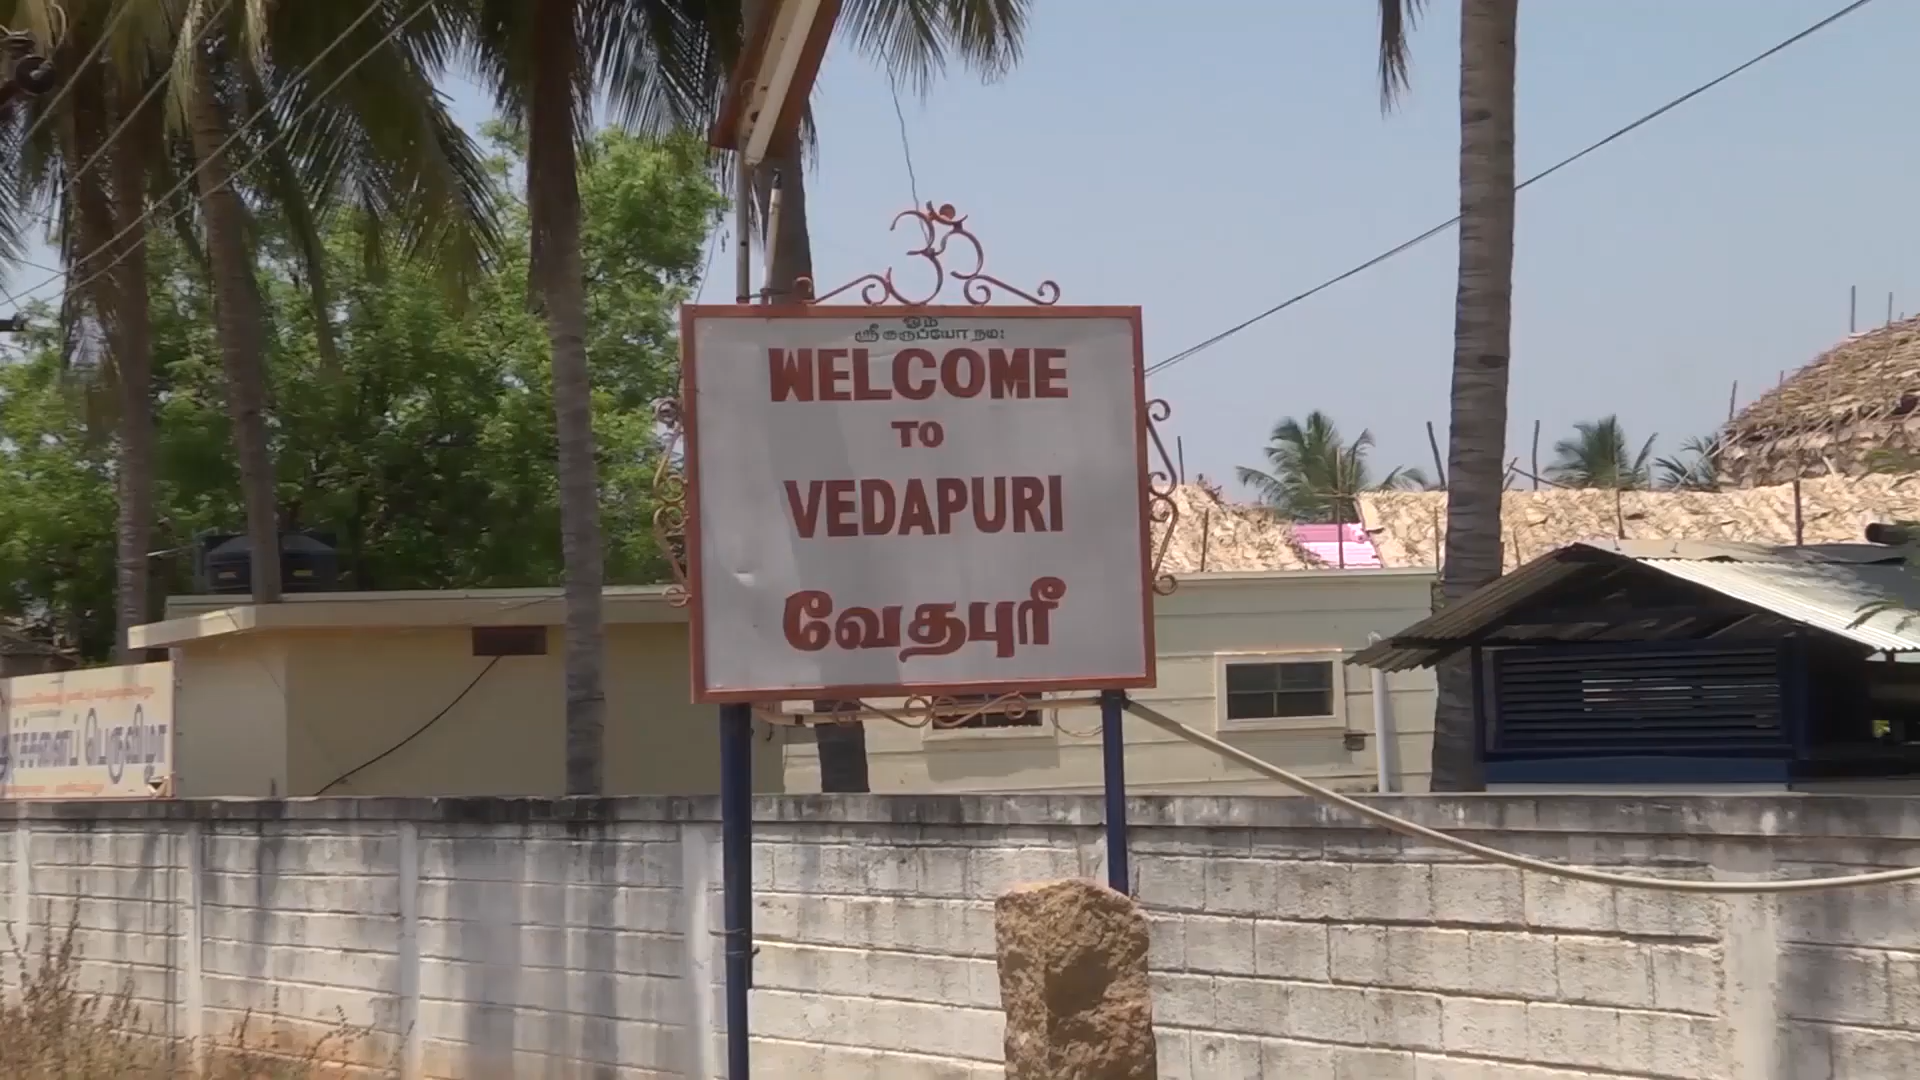 ஓம்
ஸ்ரீ குருப்யோ நம:
WELCOME
TO
VEDAPURI
வேதபுரீ
பெருவிழா